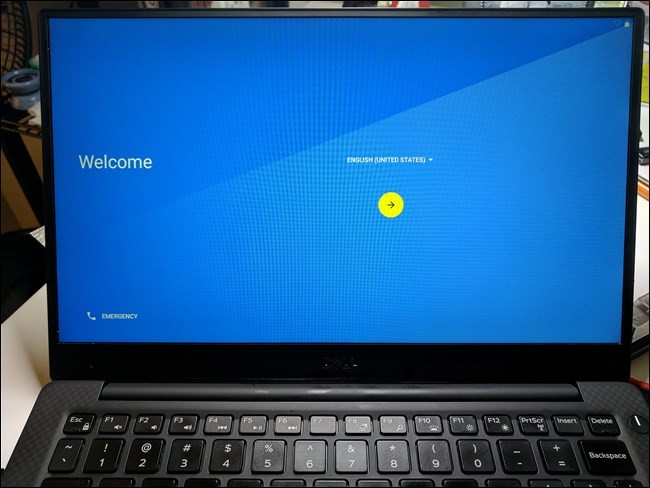 Welcome
ENGLISH (UNITED STATES)
EMERGENCY
DELL
Esc F1 F2 F3 F4 F5 F6 F7 F8 F9 F10 F11 F12 PrtScr Insert Delete
~ ! @ # $ % ^ & * ( ) _ + Backspace
` 1 2 3 4 5 6 7 8 9 0 - =